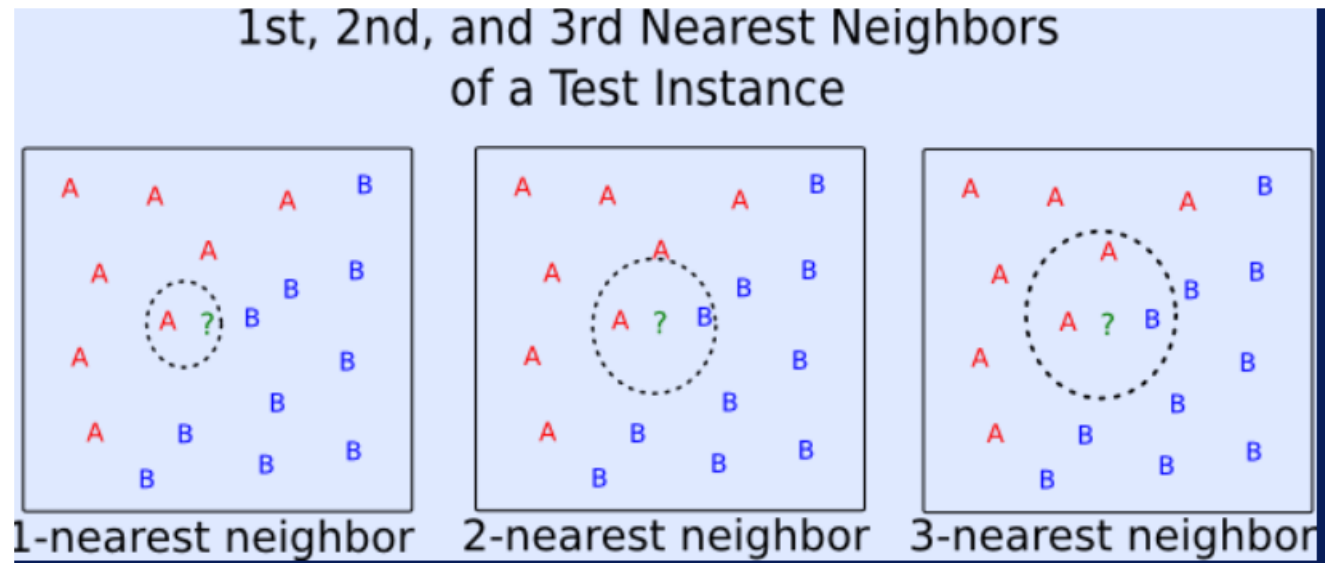 1st, 2nd, and 3rd Nearest Neighbors
of a Test Instance
A A A B
A
A B B
A ? B
A B
B
A B B
B B
1-nearest neighbor
A A A B
A
A B B
A ? B
A B
B
A B B
B B
2-nearest neighbor
A A A B
A
A B B
A ? B
A B
B
A B B
B B
3-nearest neighbor